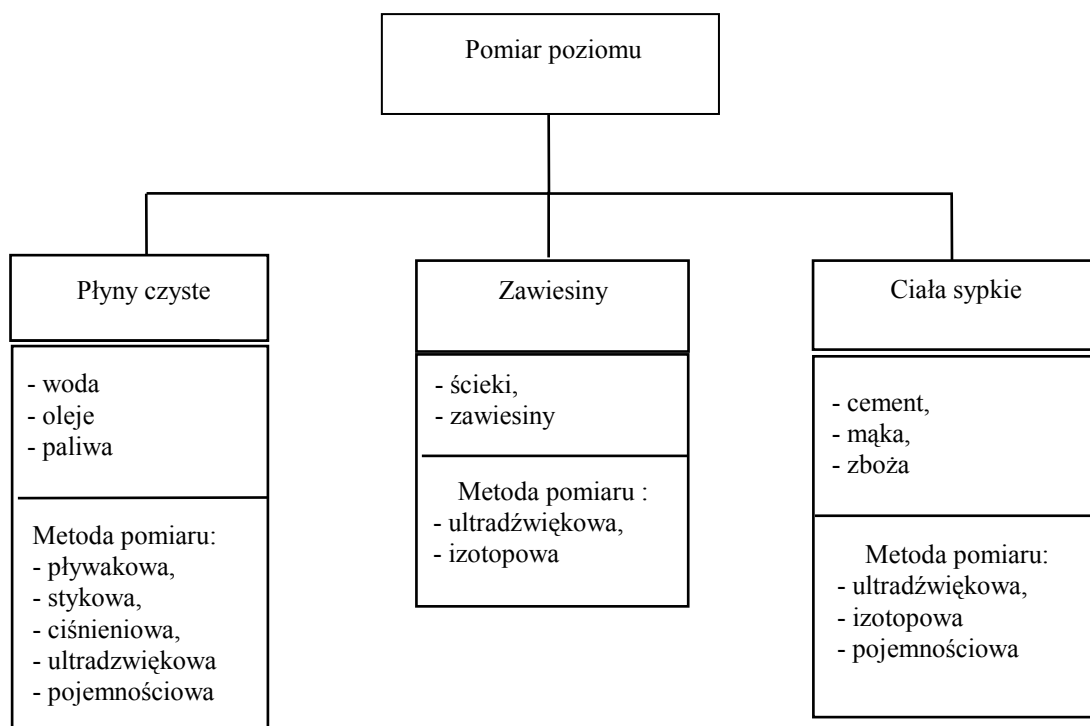 Pomiar poziomu
Płyny czyste
- woda
- oleje
- paliwa
Metoda pomiaru:
- pływakowa,
- stykowa,
- ciśnieniowa,
- ultradzwiękowa
- pojemnościowa
Zawiesiny
- ścieki,
- zawiesiny
Metoda pomiaru :
- ultradźwiękowa,
- izotopowa
Ciała sypkie
- cement,
- mąka,
- zboża
Metoda pomiaru:
- ultradźwiękowa,
- izotopowa
- pojemnościowa